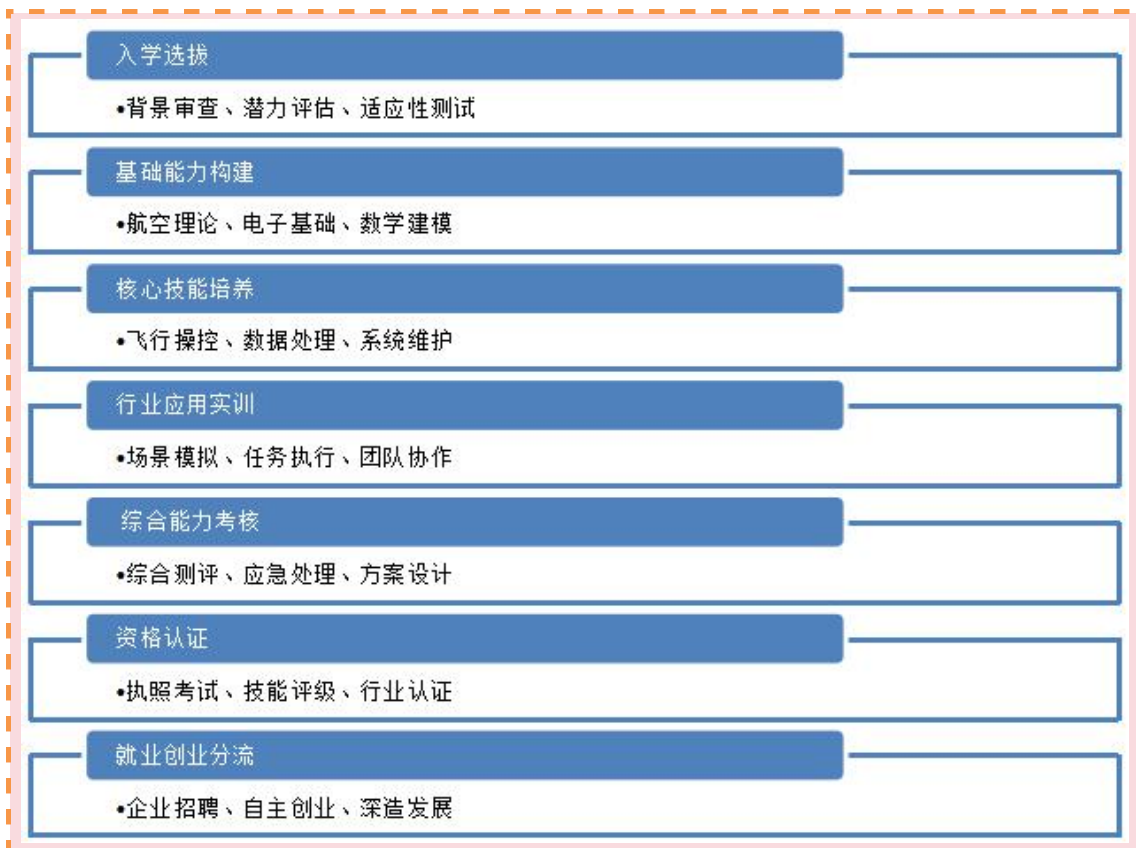 入学选拔
•背景审查、潜力评估、适应性测试
基础能力构建
•航空理论、电子基础、数学建模
核心技能培养
•飞行操控、数据处理、系统维护
行业应用实训
•场景模拟、任务执行、团队协作
综合能力考核
•综合测评、应急处理、方案设计
资格认证
•执照考试、技能评级、行业认证
就业创业分流
•企业招聘、自主创业、深造发展